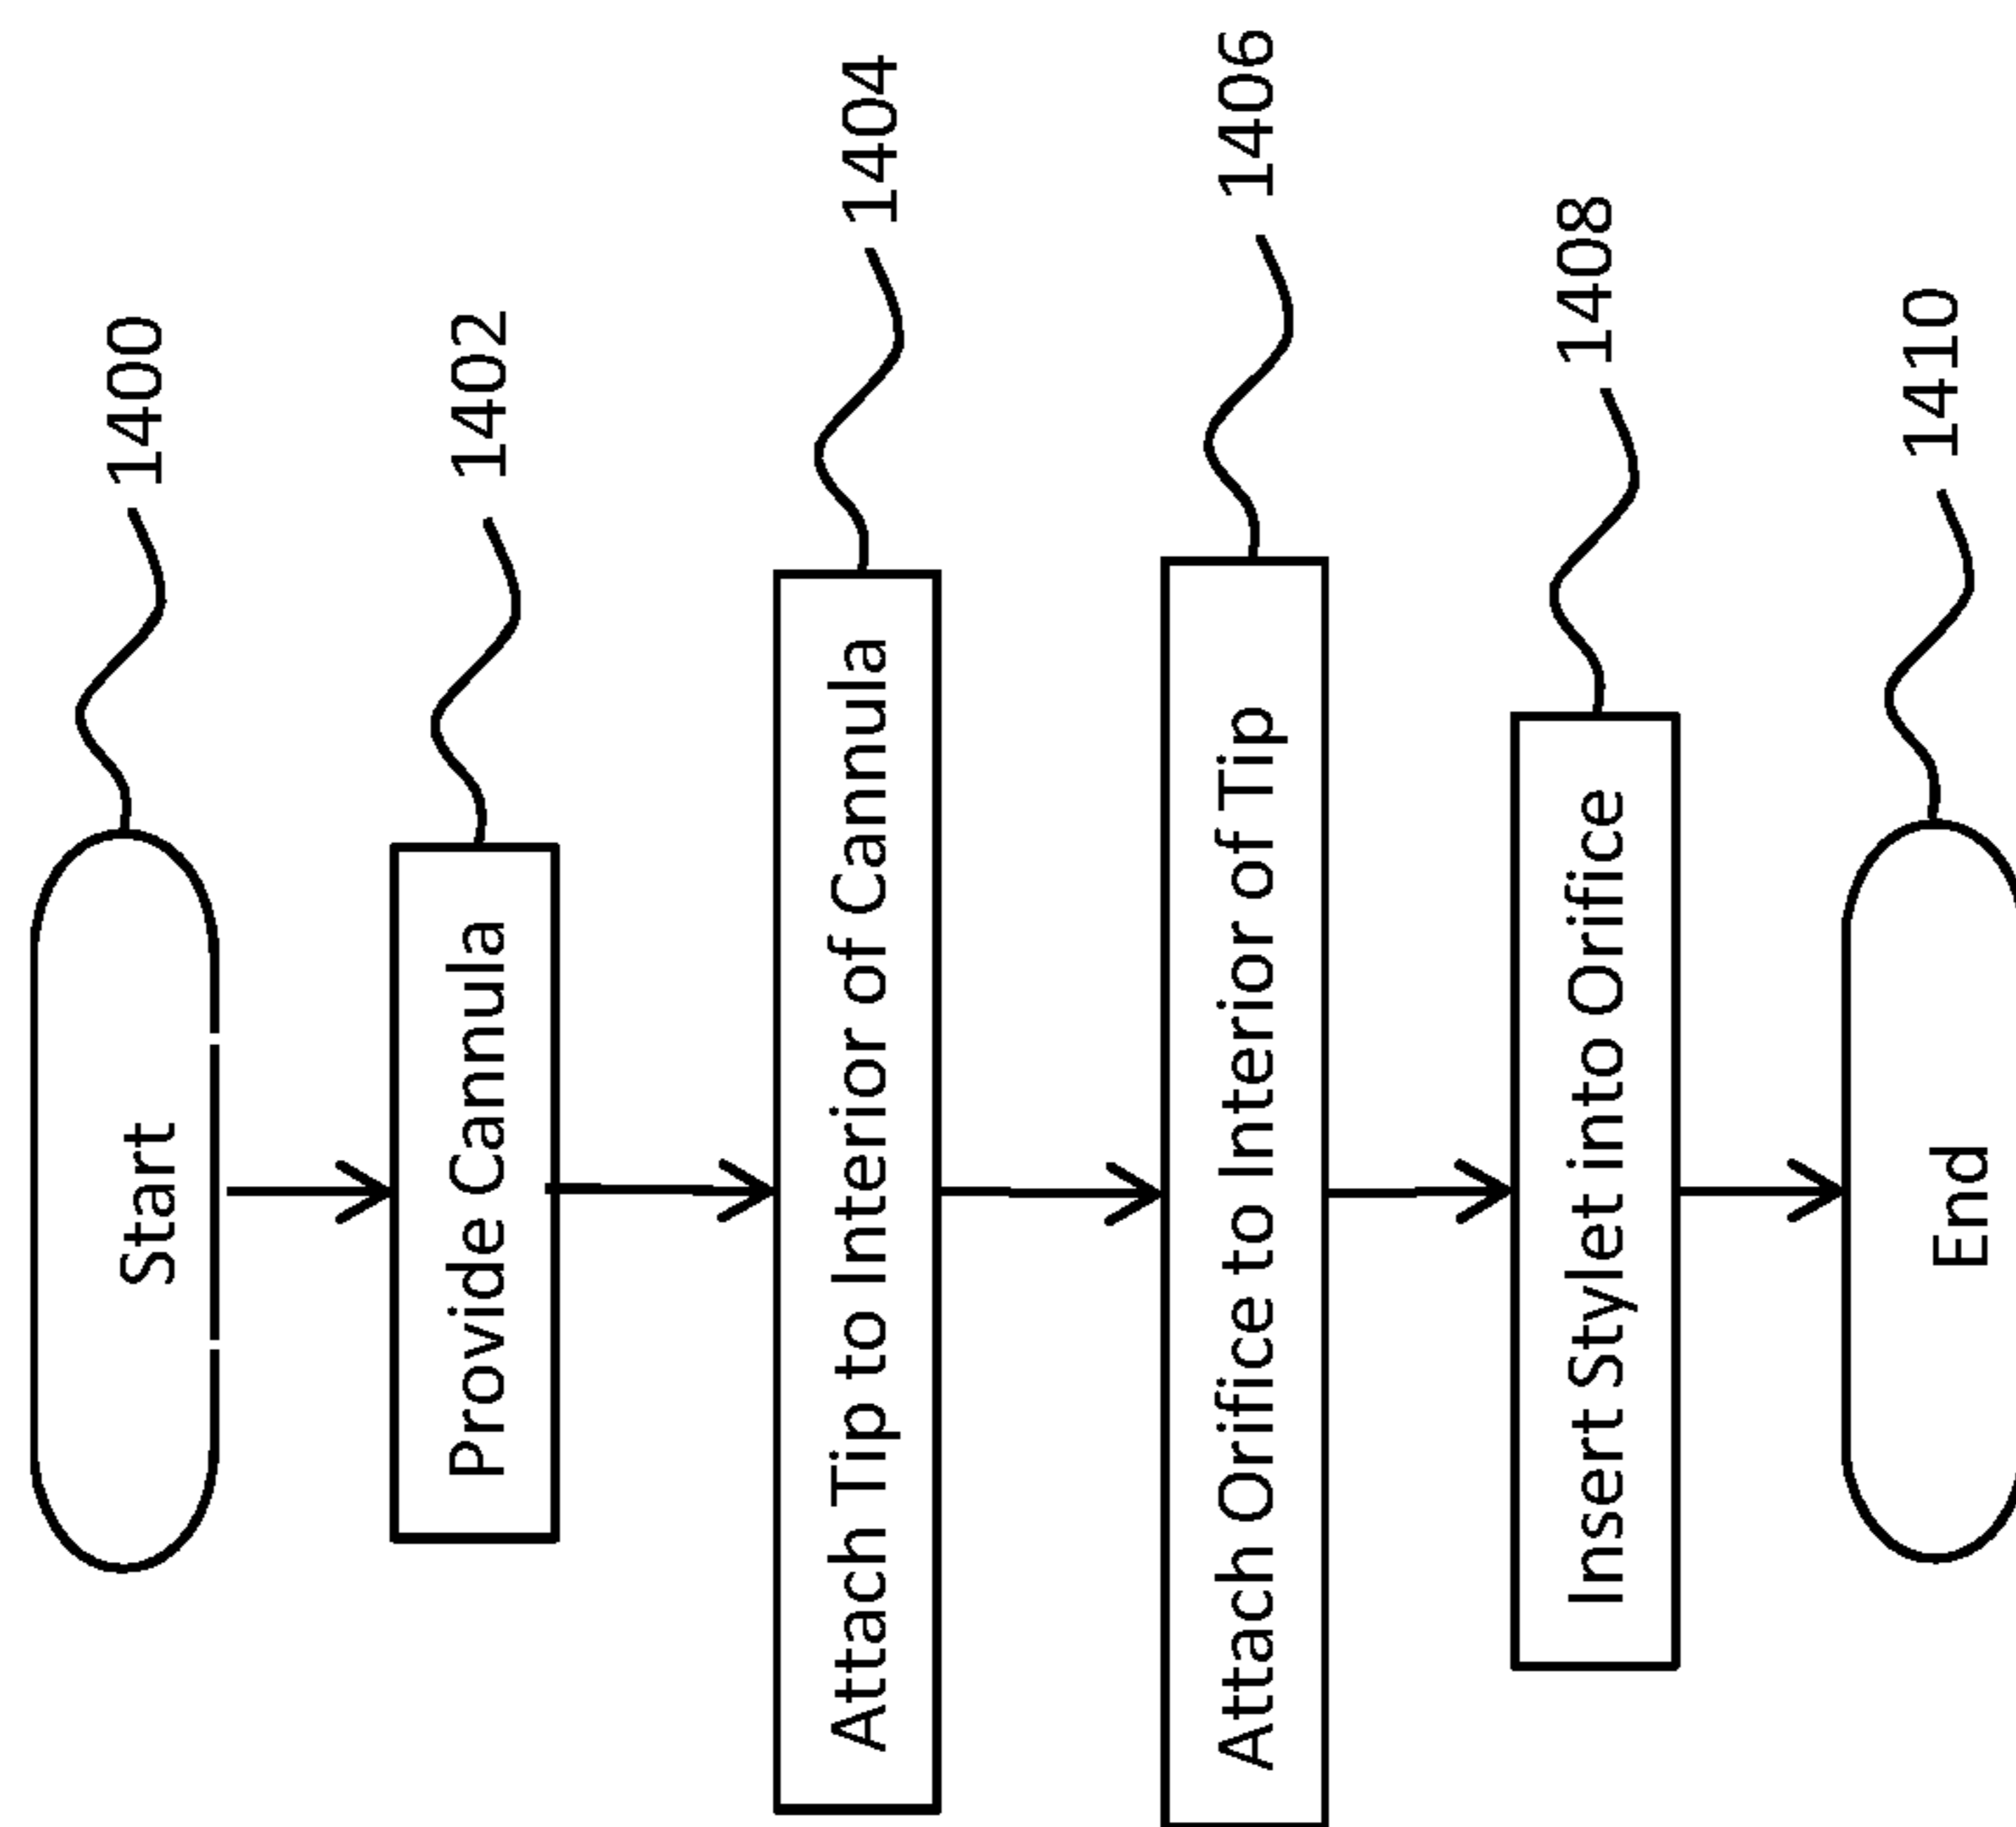 Start
1400
Provide Cannula
1402
Attach Tip to Interior of Cannula
1404
Attach Orifice to Interior of Tip
1406
Insert Stylet into Orifice
1408
End
1410